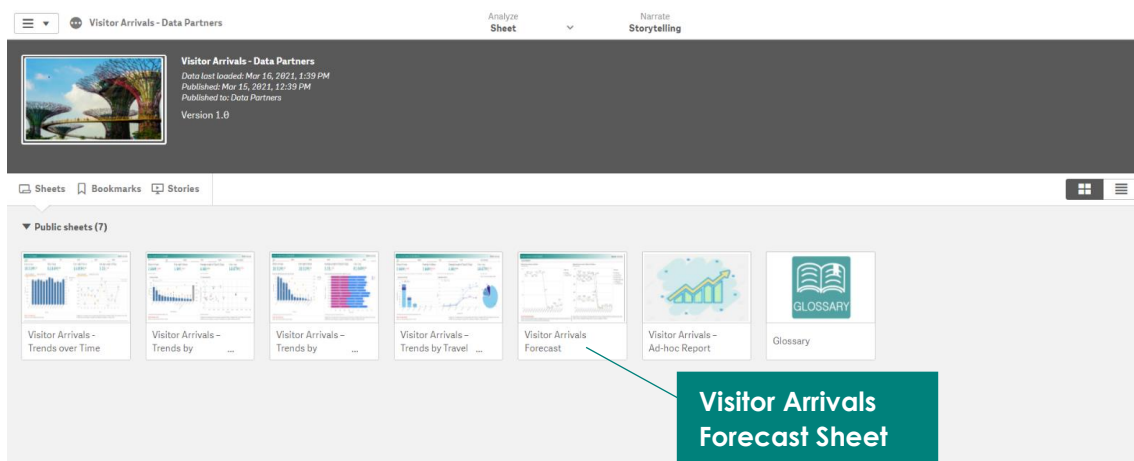 Visitor Arrivals - Data Partners
Analyze
Sheet
Narrate
Storytelling
Visitor Arrivals - Data Partners
Data last loaded: Mar 16, 2021, 1:39 PM
Published: Mar 15, 2021, 12:39 PM
Published to: Data Partners
Version 1.0
Sheets Bookmarks Stories
Public sheets (7)
Visitor Arrivals -
Trends over Time
Visitor Arrivals –
Trends by ...
Visitor Arrivals –
Trends by ...
Visitor Arrivals –
Trends by Travel ...
Visitor Arrivals
Forecast
Visitor Arrivals –
Ad-hoc Report
GLOSSARY
Glossary
Visitor Arrivals
Forecast Sheet